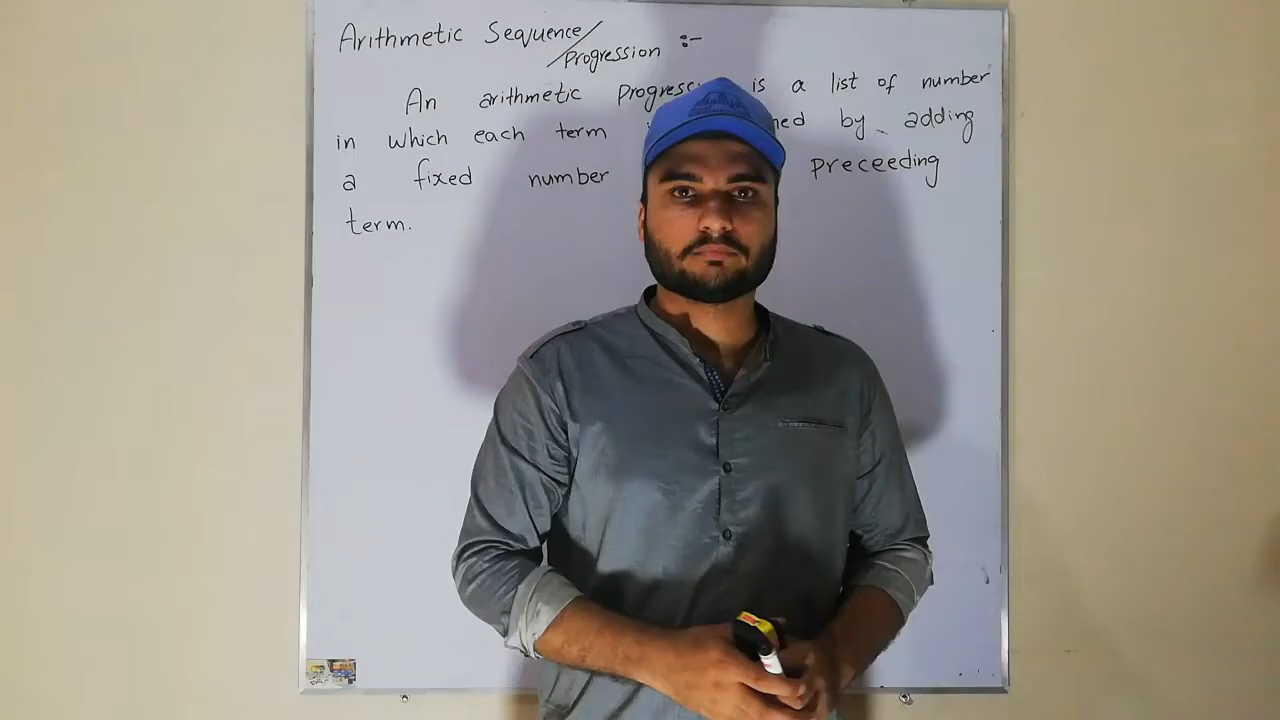 Arithmetic Sequence/
Progression :-
An arithmetic Progress is a list of number
in which each term by adding
a fixed number preceeding
term.